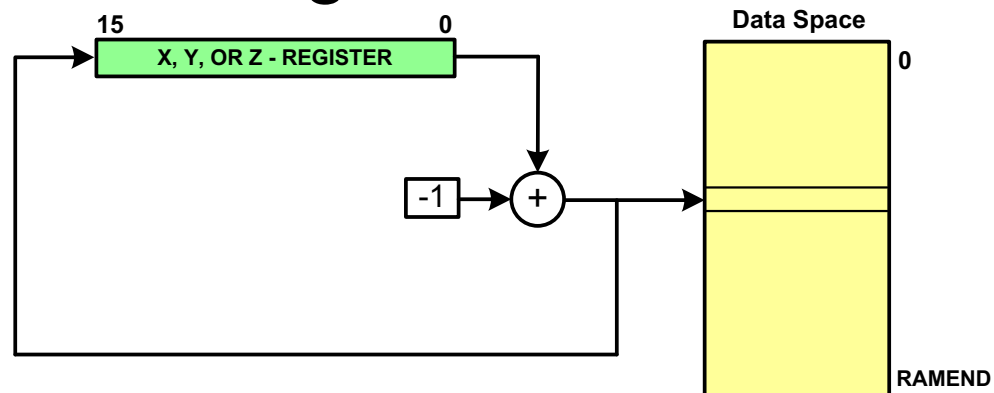 15
0
Data Space
X, Y, OR Z - REGISTER
0
-1
+
RAMEND